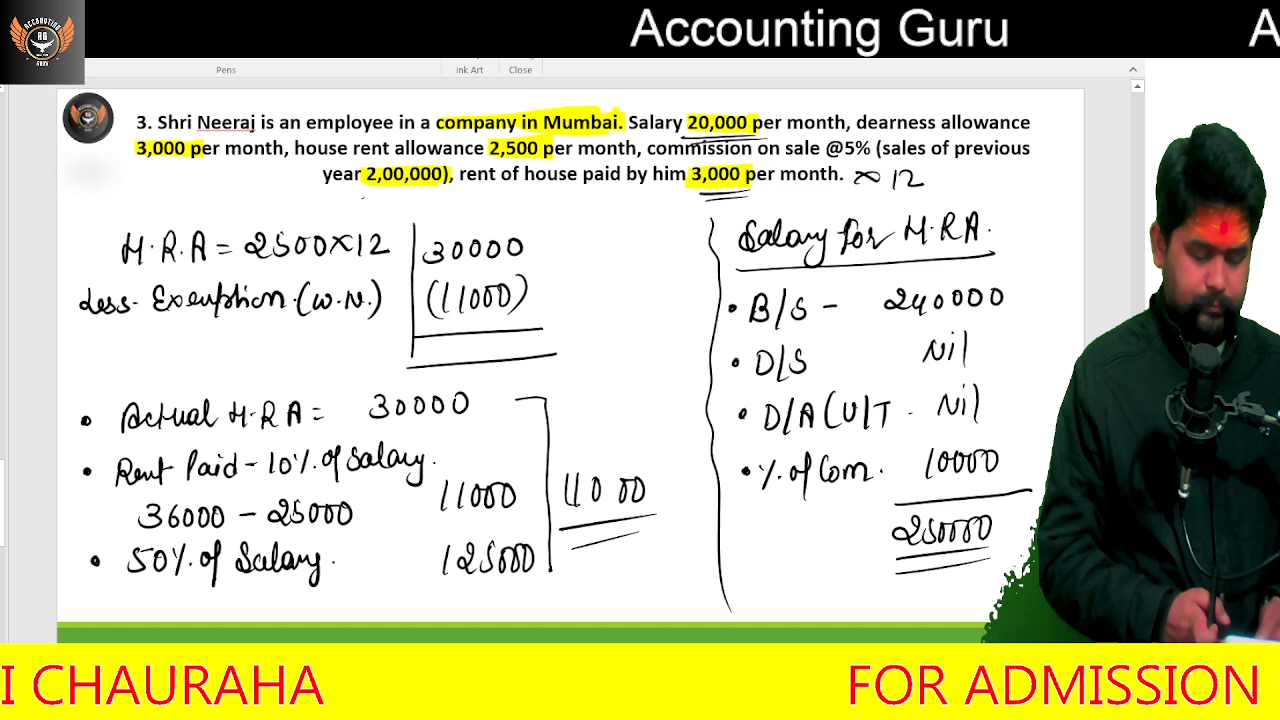 Accounting Guru
A
ACCOUNTING
AG
GURU
Pens
Ink Art
Close
3. Shri Neeraj is an employee in a company in Mumbai. Salary 20,000 per month, dearness allowance
3,000 per month, house rent allowance 2,500 per month, commission on sale @5% (sales of previous
year 2,00,000), rent of house paid by him 3,000 per month. × 12
H.R.A = 2500×12 30000
Less- Exemption (W.N.) (11000)
• Actual H.R.A = 30000
• Rent Paid - 10% of Salary.
36000 - 25000 11000
11000
• 50% of Salary. 125000
Salary for H.R.A.
• B/S - 240000
• D/S Nil
• D/A (U/T - Nil
• % of Com. 10000
250000
I CHAURAHA
FOR ADMISSION